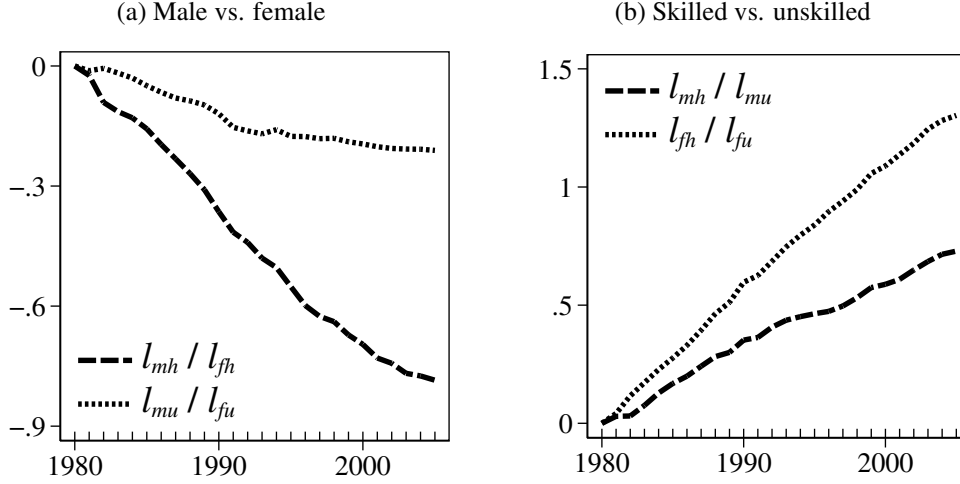 (a) Male vs. female
0
−.3
−.6
−.9
1980
1990
2000
l_mh / l_fh
l_mu / l_fu
(b) Skilled vs. unskilled
1.5
1
.5
0
1980
1990
2000
l_mh / l_mu
l_fh / l_fu